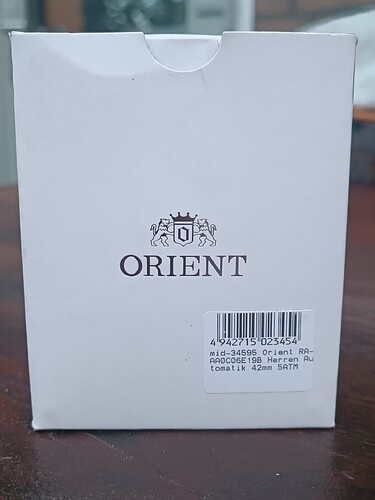 ORIENT
4 942715 023454
mid-34595 Orient RA-
AA0C06E19B Herren Au
tomatik 42mm 5ATM